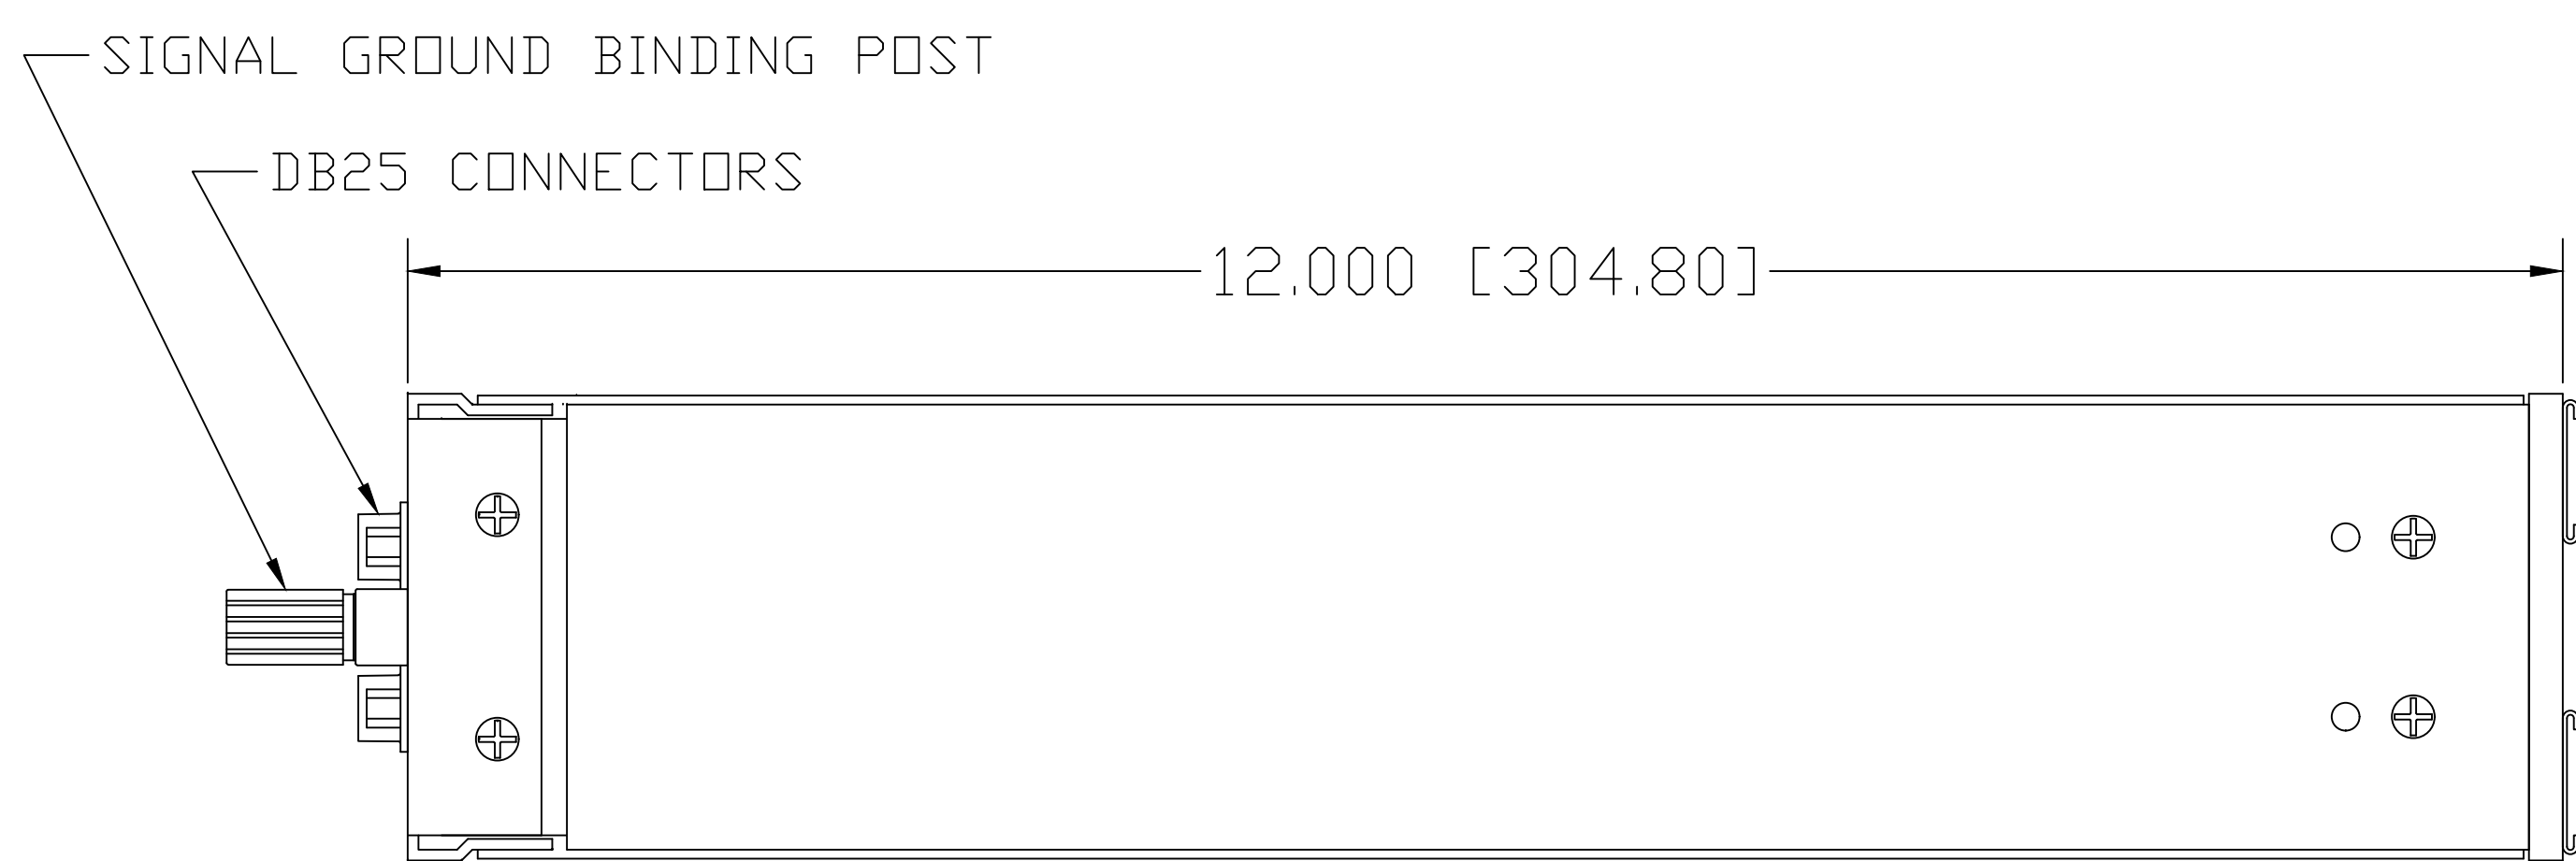 SIGNAL GROUND BINDING POST
DB25 CONNECTORS
12.000 [304.80]